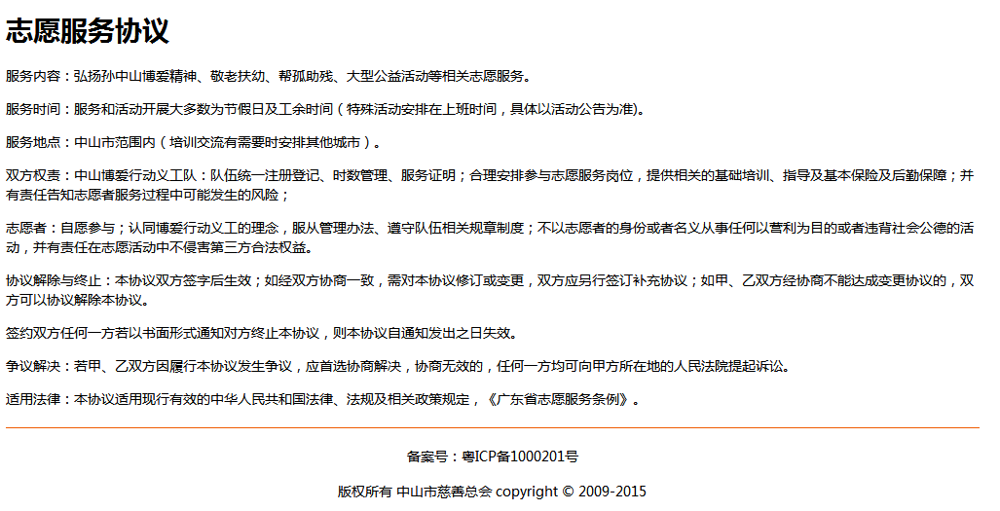 志愿服务协议
服务内容：弘扬孙中山博爱精神、敬老扶幼、帮孤助残、大型公益活动等相关志愿服务。
服务时间：服务和活动开展大多数为节假日及工余时间（特殊活动安排在上班时间，具体以活动公告为准)。
服务地点：中山市范围内（培训交流有需要时安排其他城市）。
双方权责：中山博爱行动义工队：队伍统一注册登记、时数管理、服务证明；合理安排参与志愿服务岗位，提供相关的基础培训、指导及基本保险及后勤保障；并
有责任告知志愿者服务过程中可能发生的风险；
志愿者：自愿参与；认同博爱行动义工的理念，服从管理办法、遵守队伍相关规章制度；不以志愿者的身份或者名义从事任何以营利为目的或者违背社会公德的活
动，并有责任在志愿活动中不侵害第三方合法权益。
协议解除与终止：本协议双方签字后生效；如经双方协商一致，需对本协议修订或变更，双方应另行签订补充协议；如甲、乙双方经协商不能达成变更协议的，双
方可以协议解除本协议。
签约双方任何一方若以书面形式通知对方终止本协议，则本协议自通知发出之日失效。
争议解决：若甲、乙双方因履行本协议发生争议，应首选协商解决，协商无效的，任何一方均可向甲方所在地的人民法院提起诉讼。
适用法律：本协议适用现行有效的中华人民共和国法律、法规及相关政策规定，《广东省志愿服务条例》。
备案号：粤ICP备1000201号
版权所有 中山市慈善总会 copyright © 2009-2015